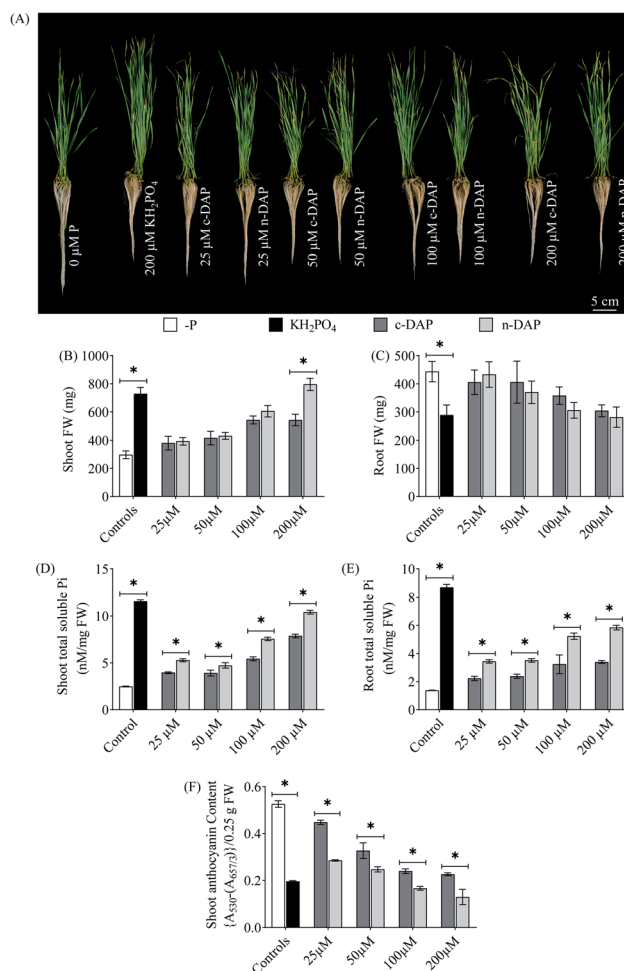 (A)
0 µM P
200 µM KH₂PO₄
25 µM c-DAP
25 µM n-DAP
50 µM c-DAP
50 µM n-DAP
100 µM c-DAP
100 µM n-DAP
200 µM c-DAP
200 µM n-DAP
5 cm
-P KH₂PO₄ c-DAP n-DAP
(B)
Shoot FW (mg)
1000
800
600
400
200
0
*
*
Controls
25µM
50µM
100µM
200µM
(C)
Root FW (mg)
500
400
300
200
100
0
*
Controls
25µM
50µM
100µM
200µM
(D)
Shoot total soluble Pi
(nM/mg FW)
15
10
5
0
*
*
*
*
*
Control
25 µM
50 µM
100 µM
200 µM
(E)
Root total soluble Pi
(nM/mg FW)
10
8
6
4
2
0
*
*
*
*
*
Control
25 µM
50 µM
100 µM
200 µM
(F)
Shoot anthocyanin Content
{A₅₃₀-(A₆₅₇/₃)}/0.25 g FW
0.6
0.4
0.2
0.0
*
*
*
*
*
Controls
25µM
50µM
100µM
200µM